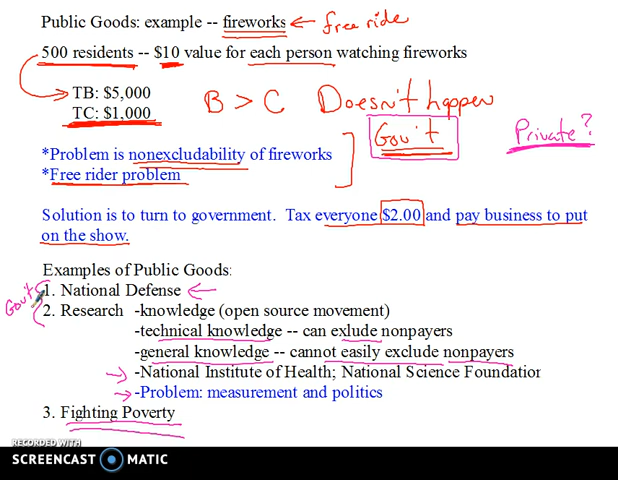 Public Goods: example -- fireworks ← free ride
500 residents -- $10 value for each person watching fireworks
TB: $5,000
TC: $1,000
B > C Doesn't happen
Gov't
Private?
*Problem is nonexcludability of fireworks
*Free rider problem
Solution is to turn to government. Tax everyone $2.00 and pay business to put
on the show.
Examples of Public Goods:
Gov't
1. National Defense ←
2. Research -knowledge (open source movement)
-technical knowledge -- can exlude nonpayers
-general knowledge -- cannot easily exclude nonpayers
→ -National Institute of Health; National Science Foundation
→ -Problem: measurement and politics
3. Fighting Poverty
RECORDED WITH
SCREENCAST MATIC